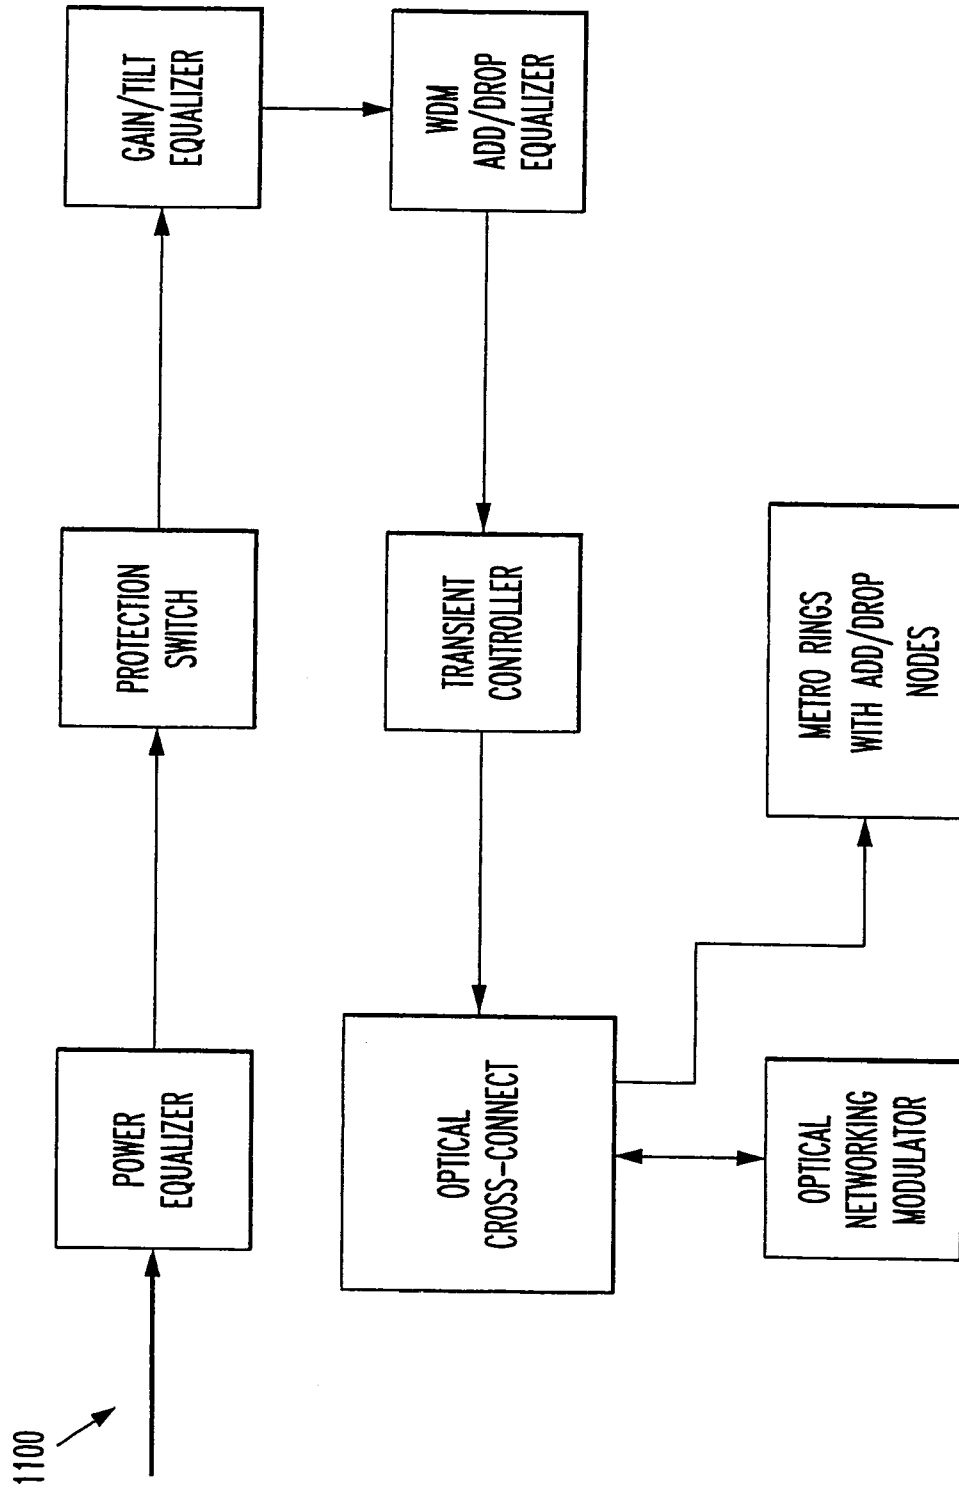 1100
POWER
EQUALIZER
PROTECTION
SWITCH
GAIN/TILT
EQUALIZER
OPTICAL
CROSS-CONNECT
TRANSIENT
CONTROLLER
WDM
ADD/DROP
EQUALIZER
OPTICAL
NETWORKING
MODULATOR
METRO RINGS
WITH ADD/DROP
NODES